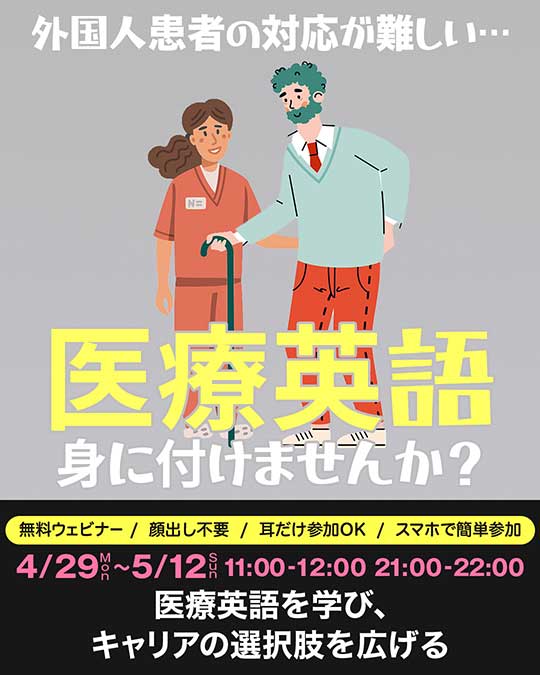 外国人患者の対応が難しい…
医療英語
身に付けませんか?
無料ウェビナー / 顔出し不要 / 耳だけ参加OK / スマホで簡単参加
4/29Mon~5/12Sun 11:00-12:00 21:00-22:00
医療英語を学び、
キャリアの選択肢を広げる